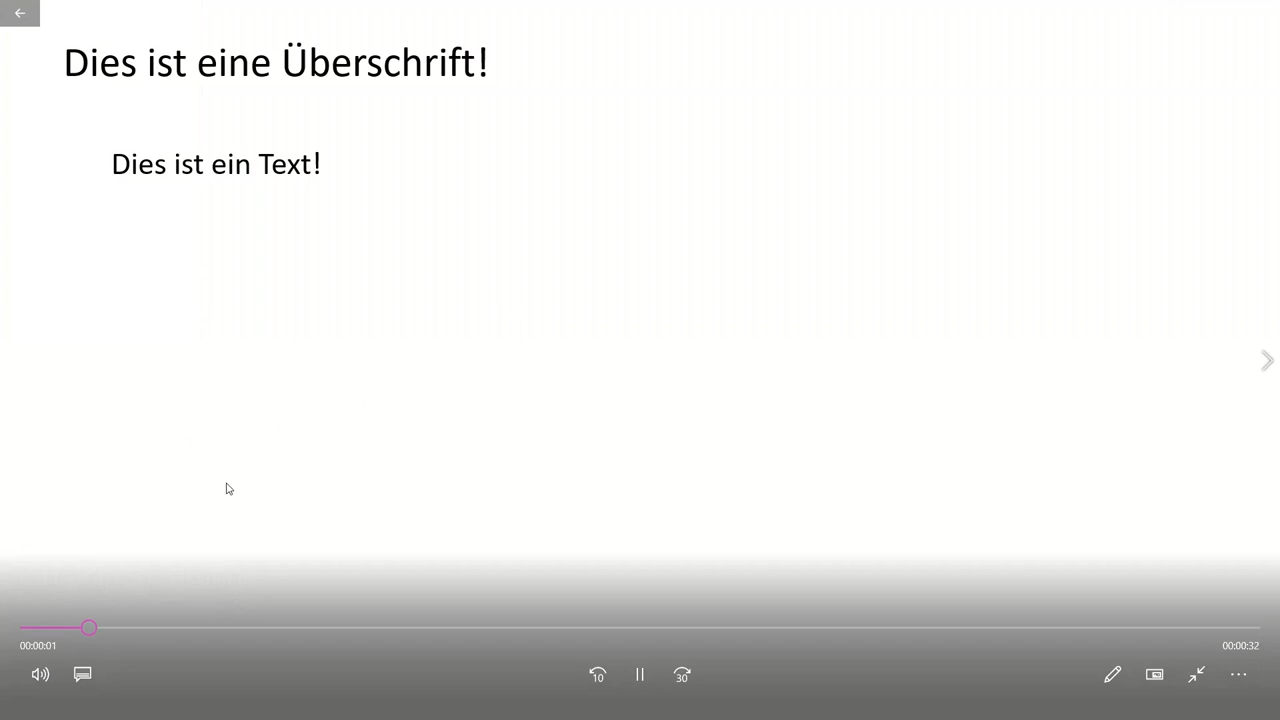 Dies ist eine Überschrift!
Dies ist ein Text!
00:00:01
00:00:32
10
30